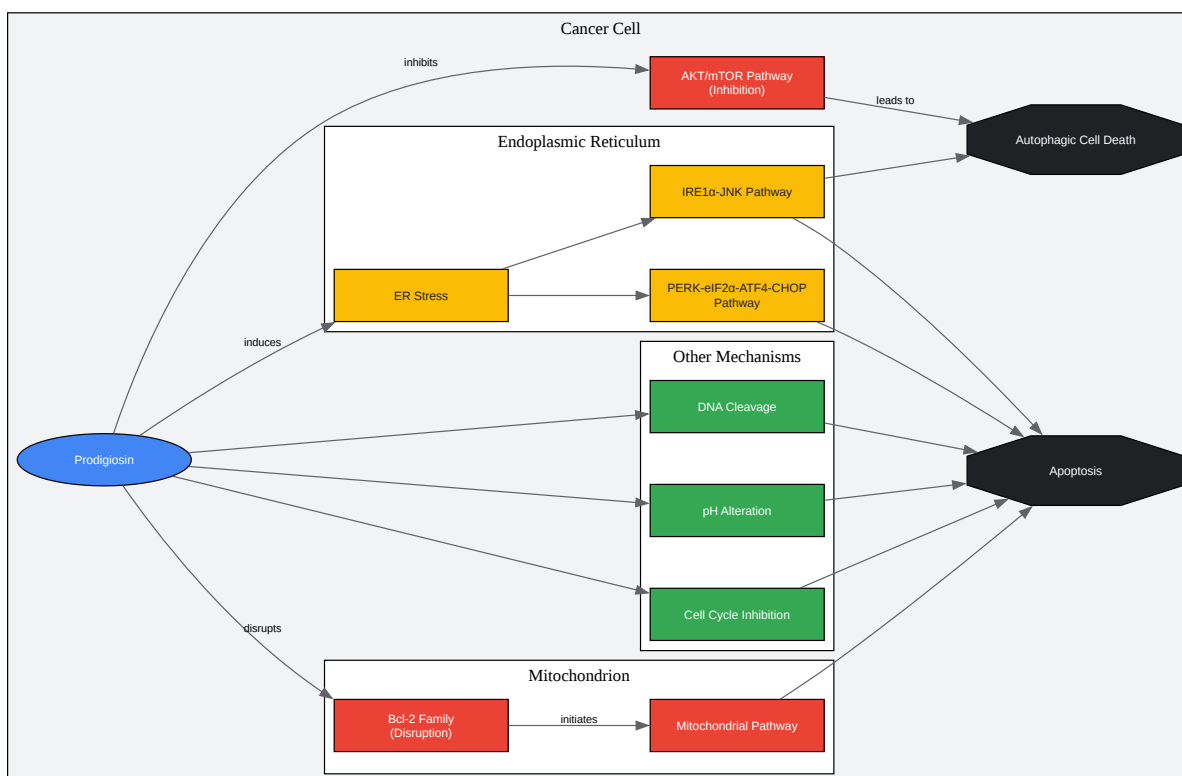 Cancer Cell
inhibits
AKT/mTOR Pathway
(Inhibition)
leads to
Autophagic Cell Death
Endoplasmic Reticulum
IRE1α-JNK Pathway
ER Stress
PERK-eIF2α-ATF4-CHOP
Pathway
induces
Other Mechanisms
DNA Cleavage
Prodigiosin
Apoptosis
pH Alteration
Cell Cycle Inhibition
disrupts
Mitochondrion
Bcl-2 Family
(Disruption)
initiates
Mitochondrial Pathway